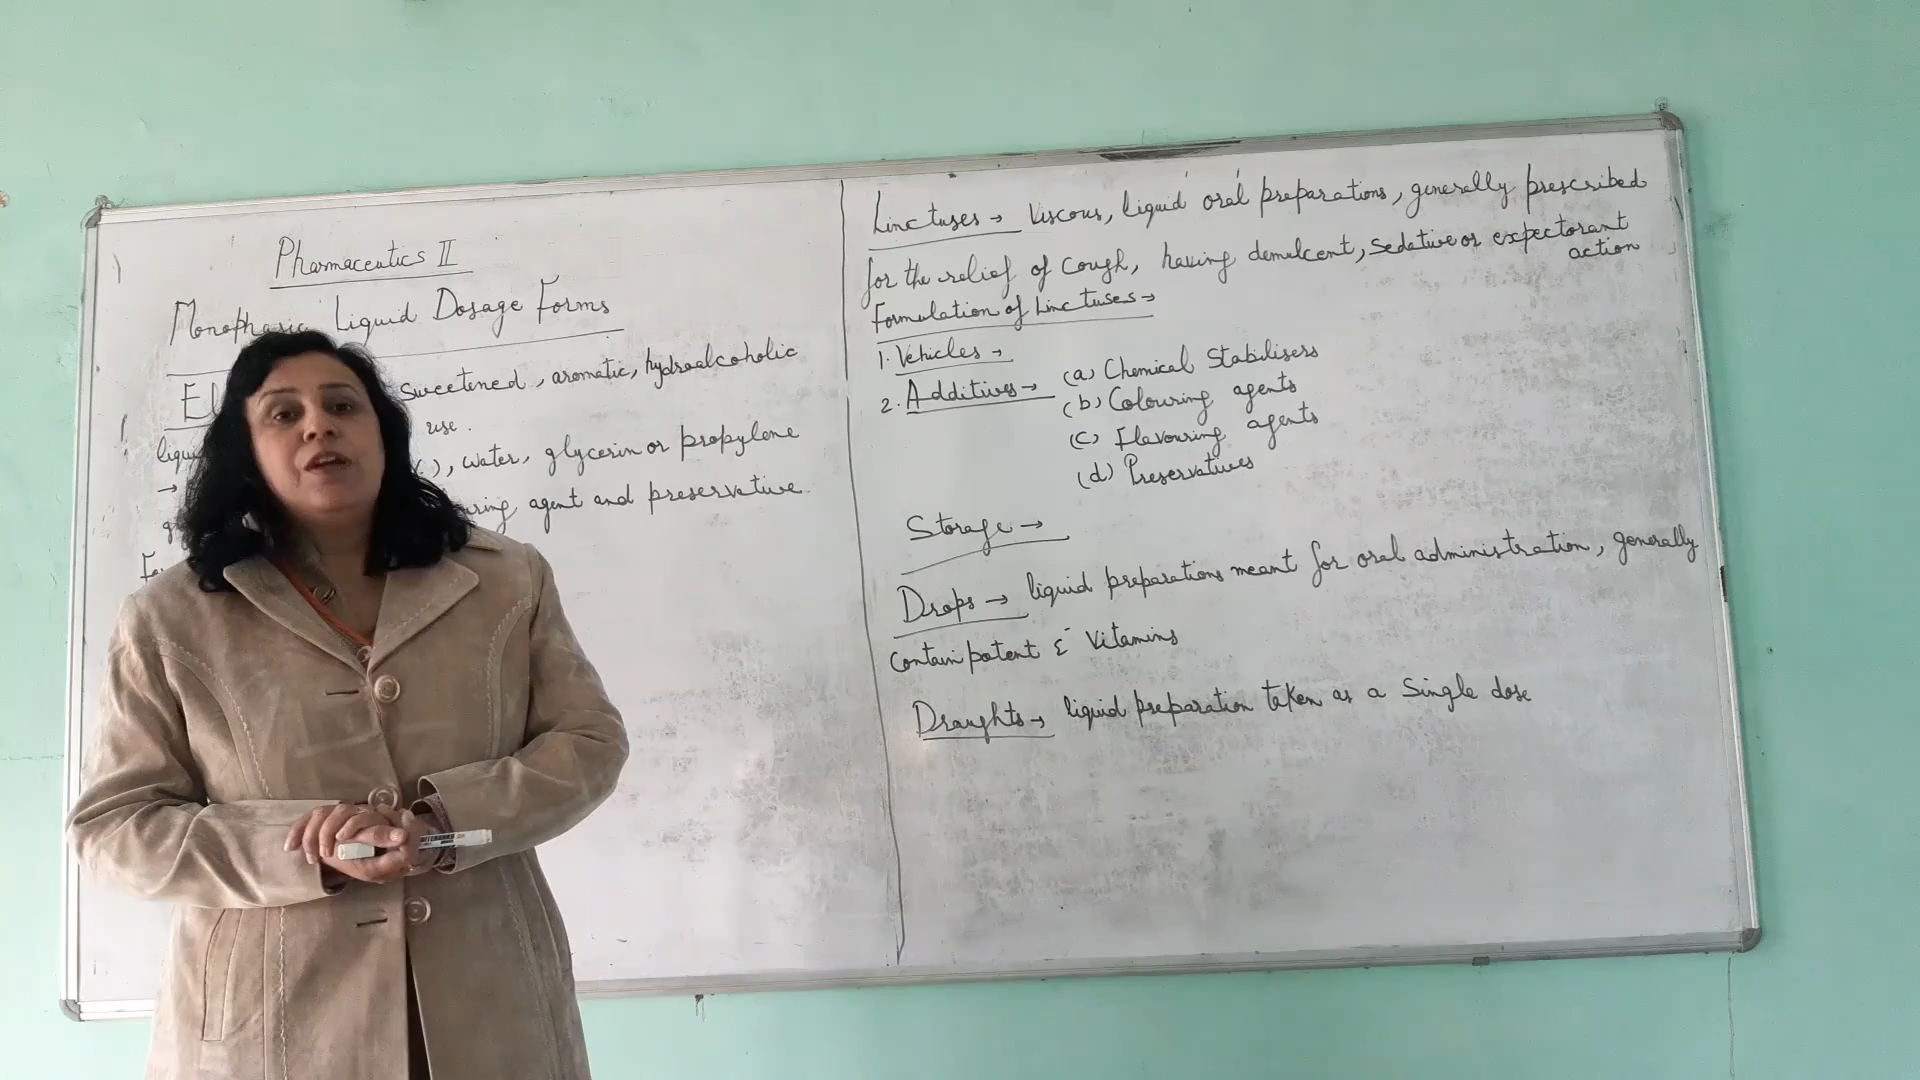 Pharmaceutics II
Monophasic Liquid Dosage Forms
sweetened, aromatic, hydroalcoholic
use.
, water, glycerin or propylene
agent and preservative.
Linctuses → Viscous, liquid oral preparations, generally prescribed
for the relief of cough, having demulcent, sedative or expectorant
action
Formulation of Linctuses →
1. Vehicles →
2. Additives → (a) Chemical Stabilisers
(b) Colouring agents
(c) Flavouring agents
(d) Preservatives
Storage →
Drops → liquid preparations meant for oral administration, generally
contain potent & Vitamins
Draughts → liquid preparation taken as a Single dose